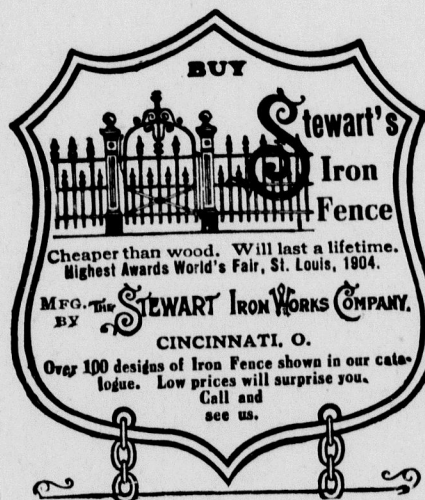 BUY
Stewart's
Iron
Fence
Cheaper than wood. Will last a lifetime.
Highest Awards World's Fair, St. Louis, 1904.
MFG. BY THE STEWART IRON WORKS COMPANY.
CINCINNATI, O.
Over 100 designs of Iron Fence shown in our cata-
logue. Low prices will surprise you.
Call and
see us.